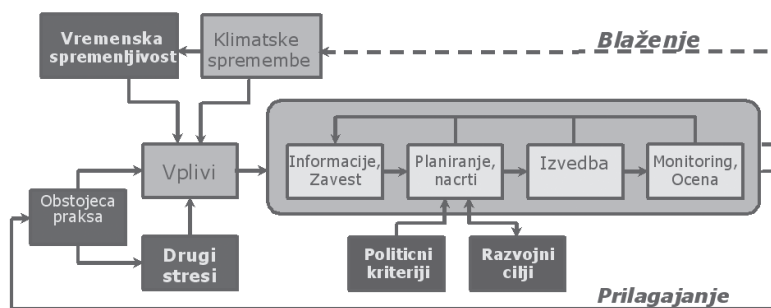 Vremenska
spremenljivost
Klimatske
spremembe
Blaženje
Vplivi
Informacije,
Zavest
Planiranje,
nacrti
Izvedba
Monitoring,
Ocena
Obstojeca
praksa
Drugi
stresi
Politicni
kriteriji
Razvojni
cilji
Prilagajanje